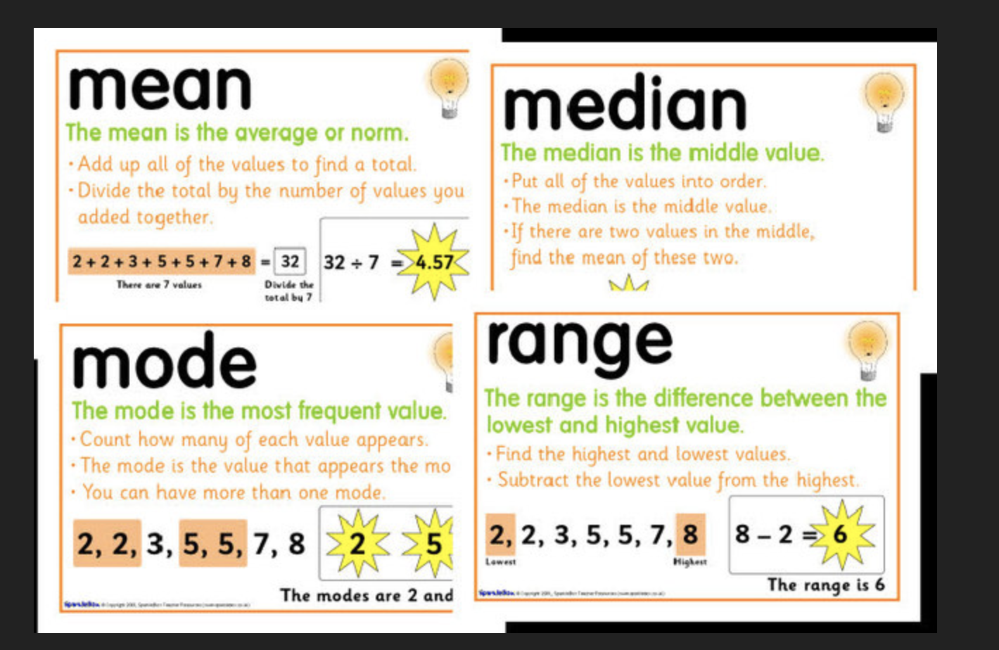 mean
The mean is the average or norm.
• Add up all of the values to find a total.
• Divide the total by the number of values you
added together.
2 + 2 + 3 + 5 + 5 + 7 + 8 = 32
32 ÷ 7 = 4.57
There are 7 values
Divide the
total by 7
median
The median is the middle value.
• Put all of the values into order.
• The median is the middle value.
• If there are two values in the middle,
find the mean of these two.
mode
The mode is the most frequent value.
• Count how many of each value appears.
• The mode is the value that appears the mo
• You can have more than one mode.
2, 2, 3, 5, 5, 7, 8
2 5
The modes are 2 and
SparkleBox
range
The range is the difference between the
lowest and highest value.
• Find the highest and lowest values.
• Subtract the lowest value from the highest.
2, 2, 3, 5, 5, 7, 8
Lowest Highest
8 – 2 = 6
The range is 6
SparkleBox